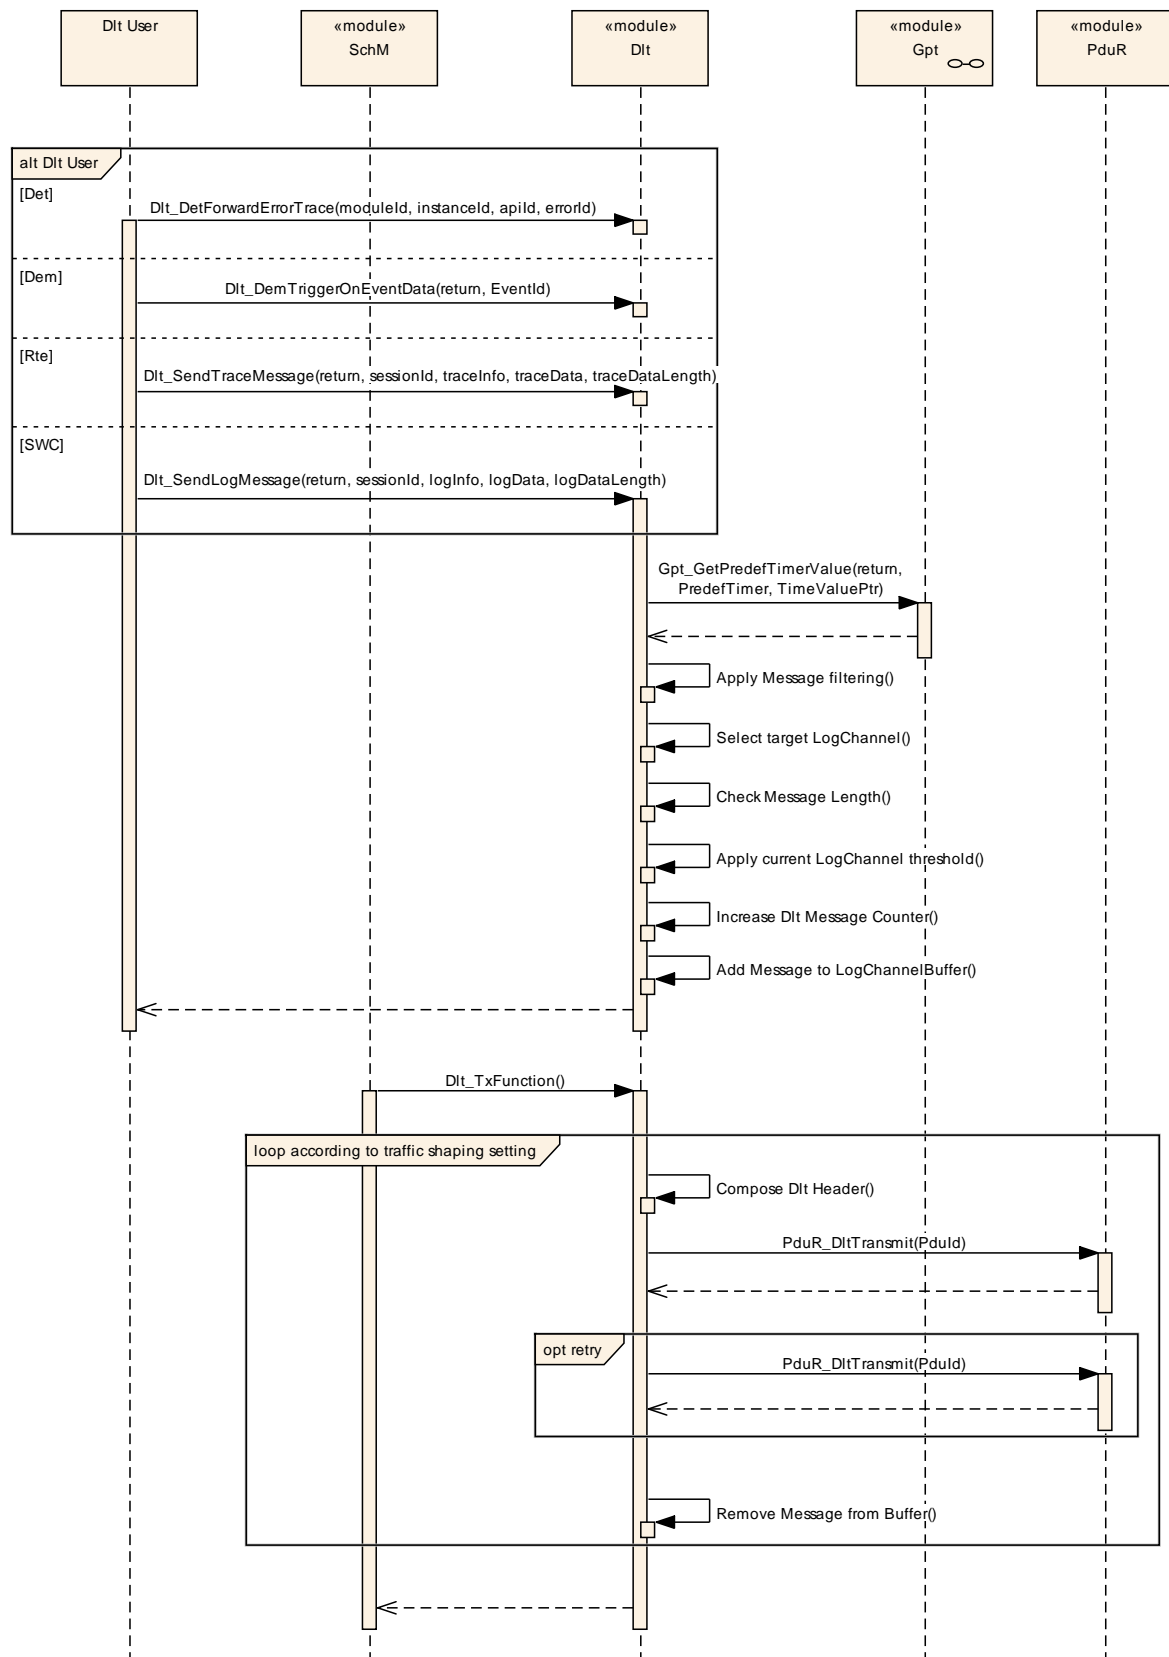 Dlt User
«module»
SchM
«module»
Dlt
«module»
Gpt
«module»
PduR
alt Dlt User
[Det]
Dlt_DetForwardErrorTrace(moduleId, instanceId, apiId, errorId)
[Dem]
Dlt_DemTriggerOnEventData(return, EventId)
[Rte]
Dlt_SendTraceMessage(return, sessionId, traceInfo, traceData, traceDataLength)
[SWC]
Dlt_SendLogMessage(return, sessionId, logInfo, logData, logDataLength)
Gpt_GetPredefTimerValue(return,
PredefTimer, TimeValuePtr)
Apply Message filtering()
Select target LogChannel()
Check Message Length()
Apply current LogChannel threshold()
Increase Dlt Message Counter()
Add Message to LogChannelBuffer()
Dlt_TxFunction()
loop according to traffic shaping setting
Compose Dlt Header()
PduR_DltTransmit(PduId)
opt retry
PduR_DltTransmit(PduId)
Remove Message from Buffer()